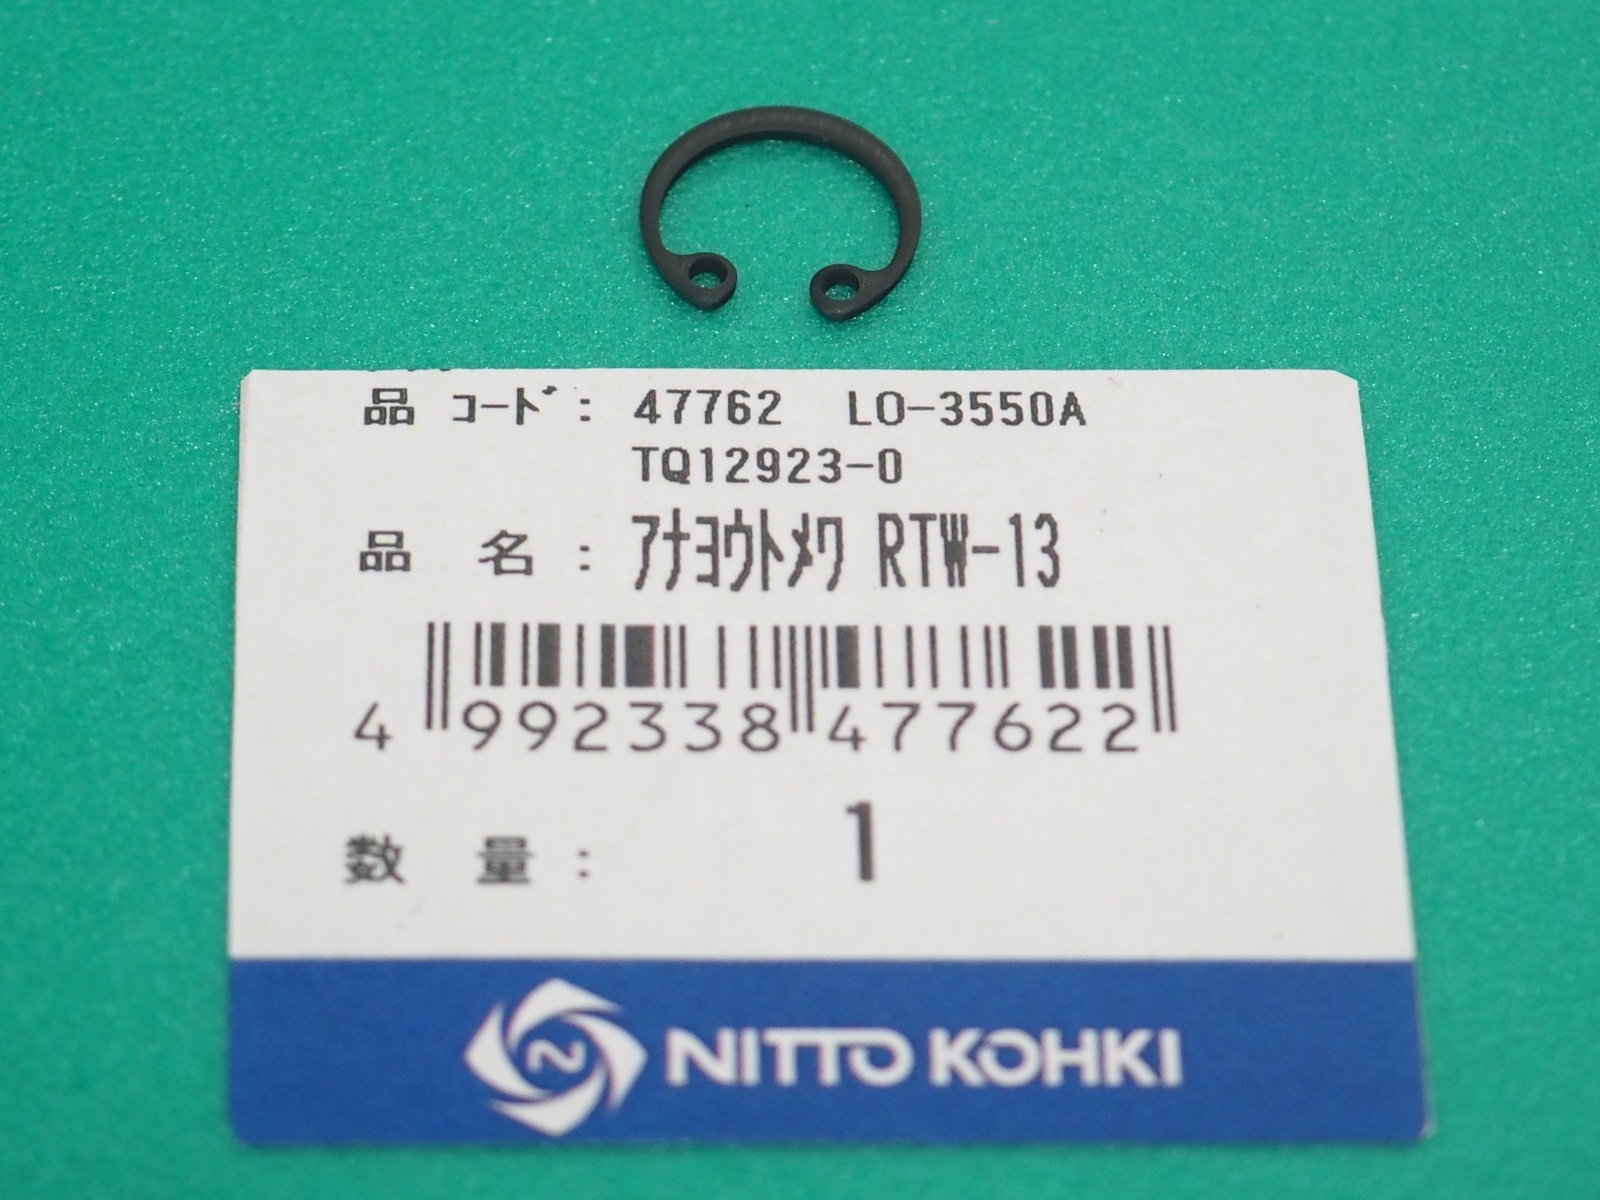 品 ｺｰﾄﾞ: 47762 LO-3550A
TQ12923-0
品 名: ｱﾅﾖｳﾄﾒﾜ RTW-13
4 992338 477622
数 量: 1
NITTO KOHKI